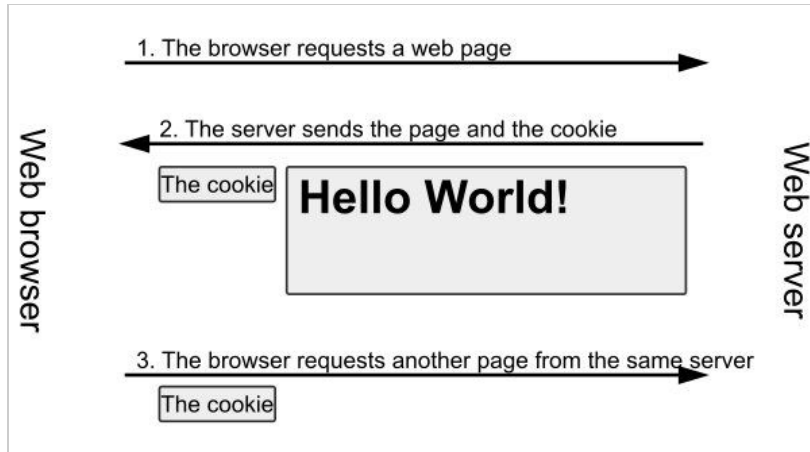 1. The browser requests a web page
2. The server sends the page and the cookie
The cookie
Hello World!
Web browser
Web server
3. The browser requests another page from the same server
The cookie